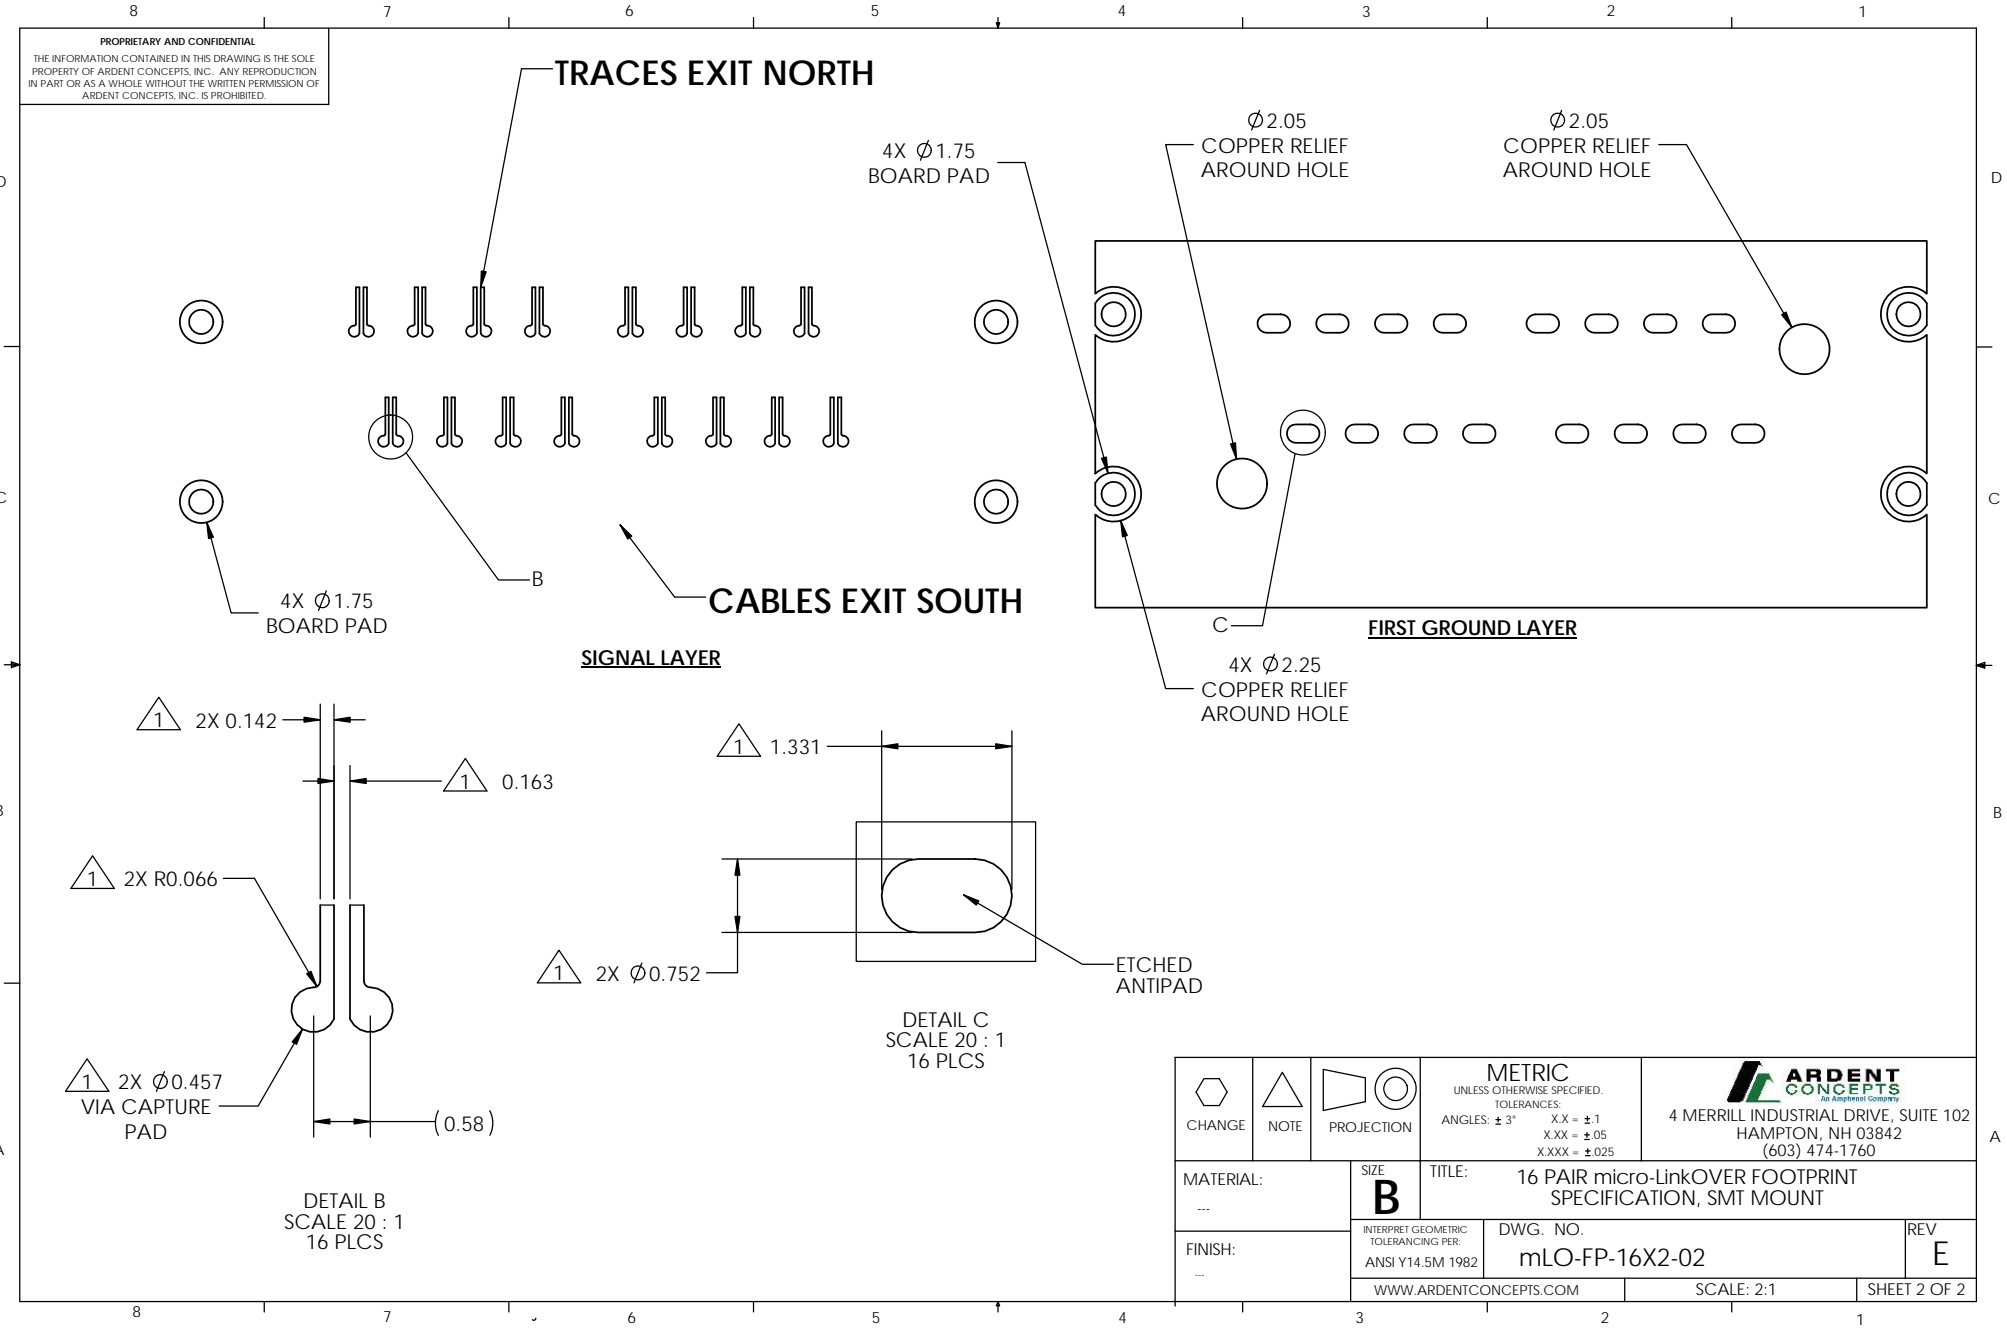 8 7 6 5 4 3 2 1
PROPRIETARY AND CONFIDENTIAL
THE INFORMATION CONTAINED IN THIS DRAWING IS THE SOLE
PROPERTY OF ARDENT CONCEPTS, INC. ANY REPRODUCTION
IN PART OR AS A WHOLE WITHOUT THE WRITTEN PERMISSION OF
ARDENT CONCEPTS, INC. IS PROHIBITED.
TRACES EXIT NORTH
4X Ø1.75
BOARD PAD
Ø2.05
COPPER RELIEF
AROUND HOLE
Ø2.05
COPPER RELIEF
AROUND HOLE
D
C
B
4X Ø1.75
BOARD PAD
CABLES EXIT SOUTH
SIGNAL LAYER
C
FIRST GROUND LAYER
4X Ø2.25
COPPER RELIEF
AROUND HOLE
1 2X 0.142
1 0.163
1 2X R0.066
1 2X Ø0.457
VIA CAPTURE
PAD
(0.58)
DETAIL B
SCALE 20 : 1
16 PLCS
1 1.331
1 2X Ø0.752
ETCHED
ANTIPAD
DETAIL C
SCALE 20 : 1
16 PLCS
B
A
CHANGE
NOTE
PROJECTION
METRIC
UNLESS OTHERWISE SPECIFIED.
TOLERANCES:
ANGLES: ± 3° X.X = ±.1
X.XX = ±.05
X.XXX = ±.025
ARDENT
CONCEPTS
An Amphenol Company
4 MERRILL INDUSTRIAL DRIVE, SUITE 102
HAMPTON, NH 03842
(603) 474-1760
MATERIAL:
---
FINISH:
---
SIZE
B
TITLE:
16 PAIR micro-LinkOVER FOOTPRINT
SPECIFICATION, SMT MOUNT
INTERPRET GEOMETRIC
TOLERANCING PER:
ANSI Y14.5M 1982
DWG. NO.
mLO-FP-16X2-02
REV
E
WWW.ARDENTCONCEPTS.COM
SCALE: 2:1
SHEET 2 OF 2
8 7 6 5 4 3 2 1